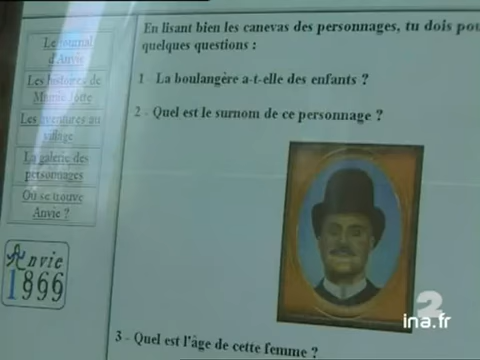 En lisant bien les canevas des personnages, tu dois
quelques questions :
1 - La boulangère a-t-elle des enfants ?
2 - Quel est le surnom de ce personnage ?
3 - Quel est l'âge de cette femme ?
Le journal
d'Anvie
Les histoires de
Mamie Jotte
Les aventures au
village
La galerie des
personnages
Où se trouve
Anvie ?
Anvie
1866
2
ina.fr